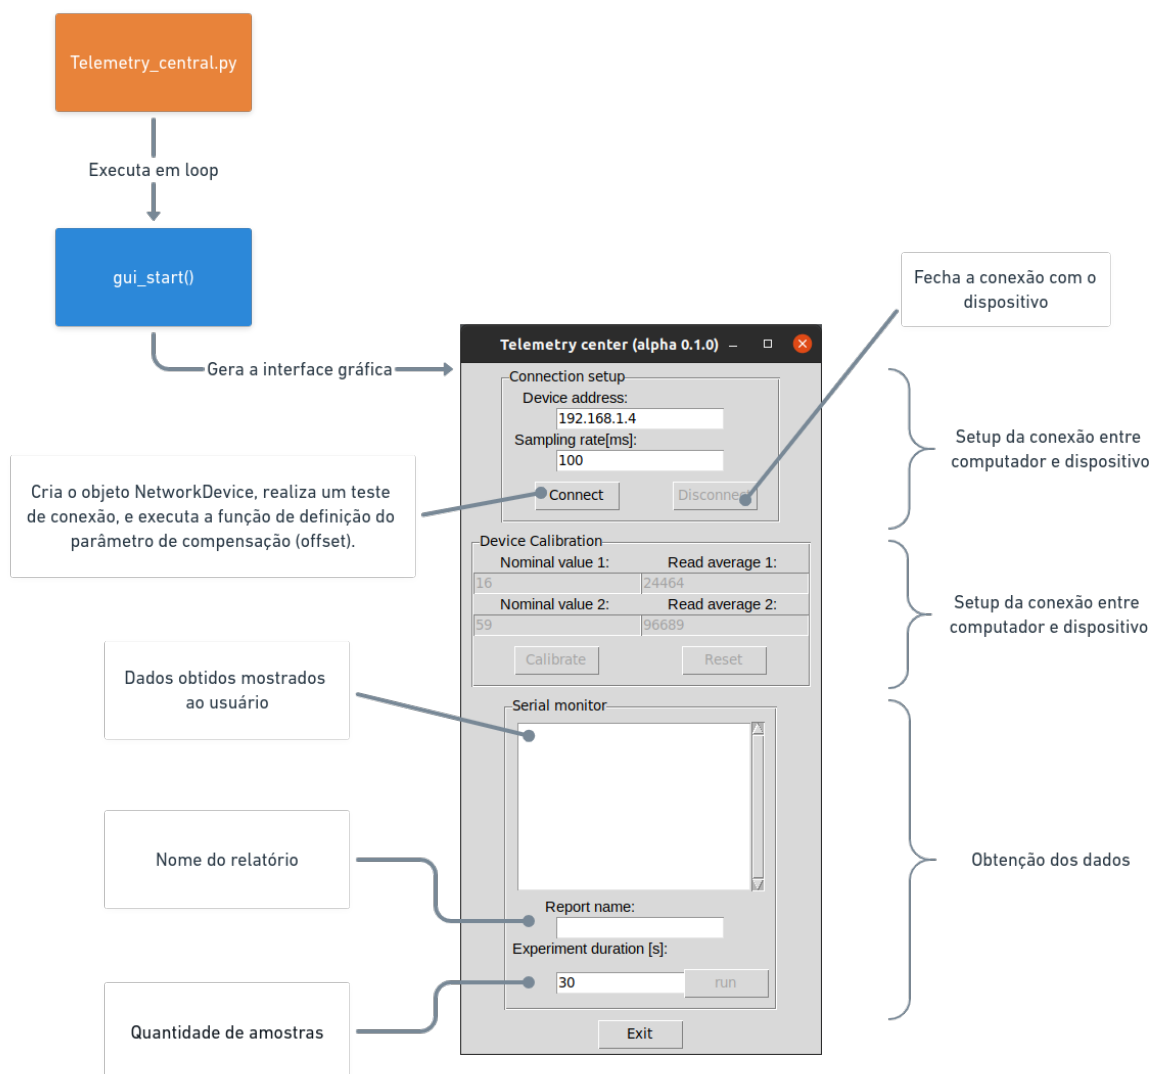 Telemetry_central.py
Executa em loop
gui_start()
Gera a interface gráfica
Fecha a conexão com o
dispositivo
Telemetry center (alpha 0.1.0)
Connection setup
Device address:
192.168.1.4
Sampling rate[ms]:
100
Connect
Disconnect
Setup da conexão entre
computador e dispositivo
Cria o objeto NetworkDevice, realiza um teste
de conexão, e executa a função de definição do
parâmetro de compensação (offset).
Device Calibration
Nominal value 1:
Read average 1:
16
24464
Nominal value 2:
Read average 2:
59
96689
Calibrate
Reset
Setup da conexão entre
computador e dispositivo
Dados obtidos mostrados
ao usuário
Serial monitor
Nome do relatório
Obtenção dos dados
Report name:
Experiment duration [s]:
30
run
Quantidade de amostras
Exit